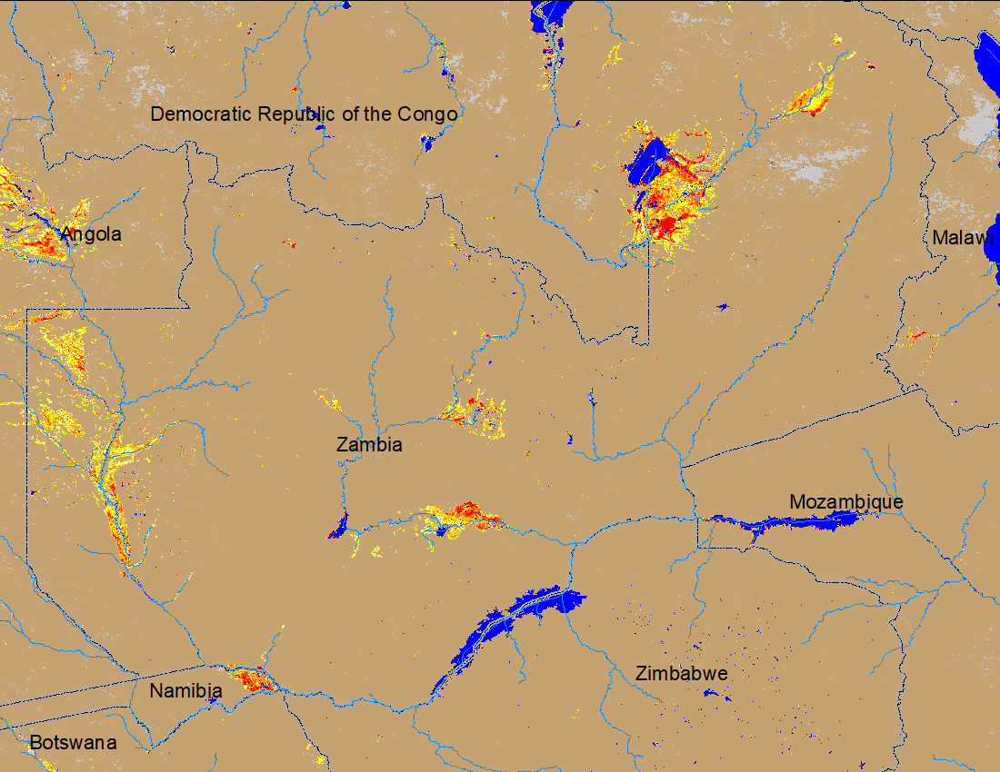 Democratic Republic of the Congo
Angola
Malawi
Zambia
Mozambique
Zimbabwe
Namibia
Botswana